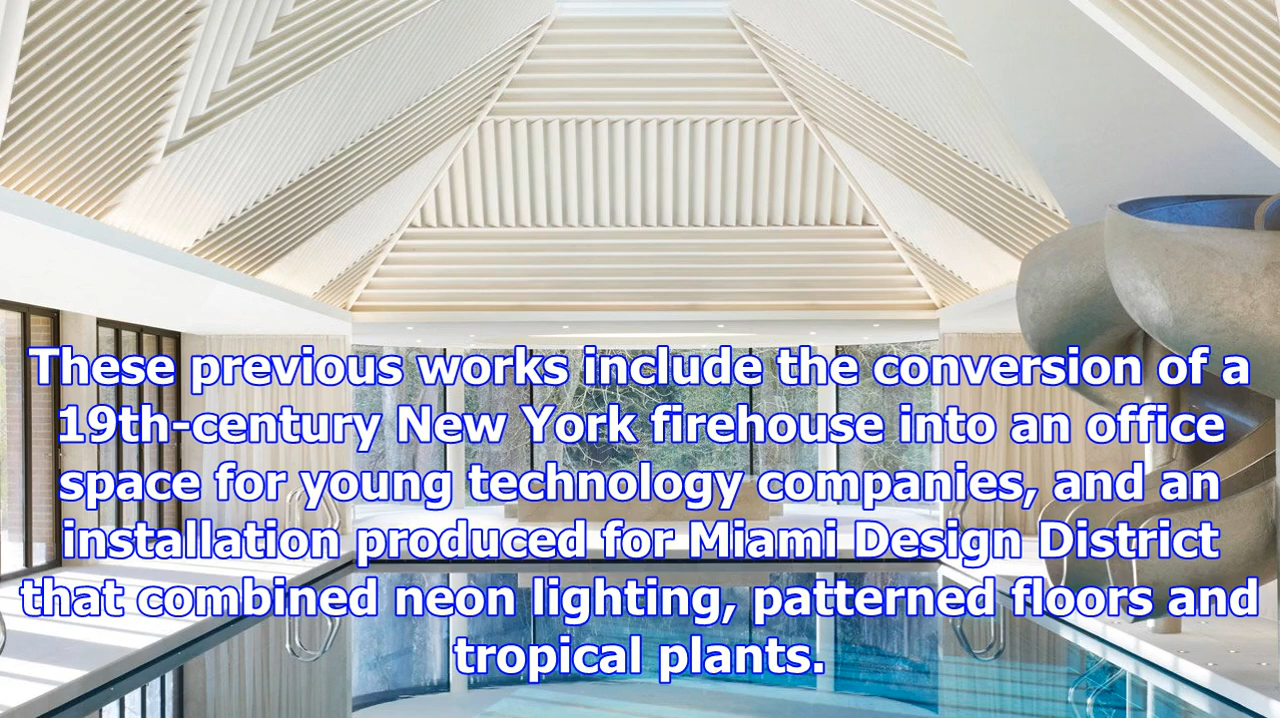 These previous works include the conversion of a
19th-century New York firehouse into an office
space for young technology companies, and an
installation produced for Miami Design District
that combined neon lighting, patterned floors and
tropical plants.